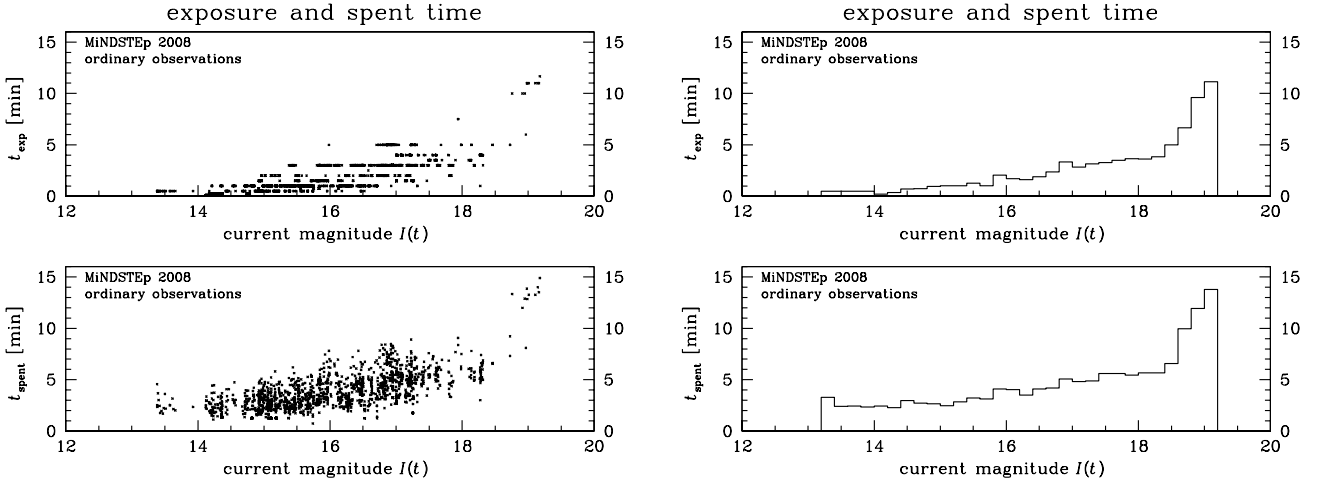 exposure and spent time
exposure and spent time
MiNDSTEp 2008
ordinary observations
15
10
5
0
t_exp [min]
15
10
5
0
12 14 16 18 20
current magnitude I(t)
MiNDSTEp 2008
ordinary observations
15
10
5
0
t_exp [min]
15
10
5
0
12 14 16 18 20
current magnitude I(t)
MiNDSTEp 2008
ordinary observations
15
10
5
0
t_spent [min]
15
10
5
0
12 14 16 18 20
current magnitude I(t)
MiNDSTEp 2008
ordinary observations
15
10
5
0
t_spent [min]
15
10
5
0
12 14 16 18 20
current magnitude I(t)